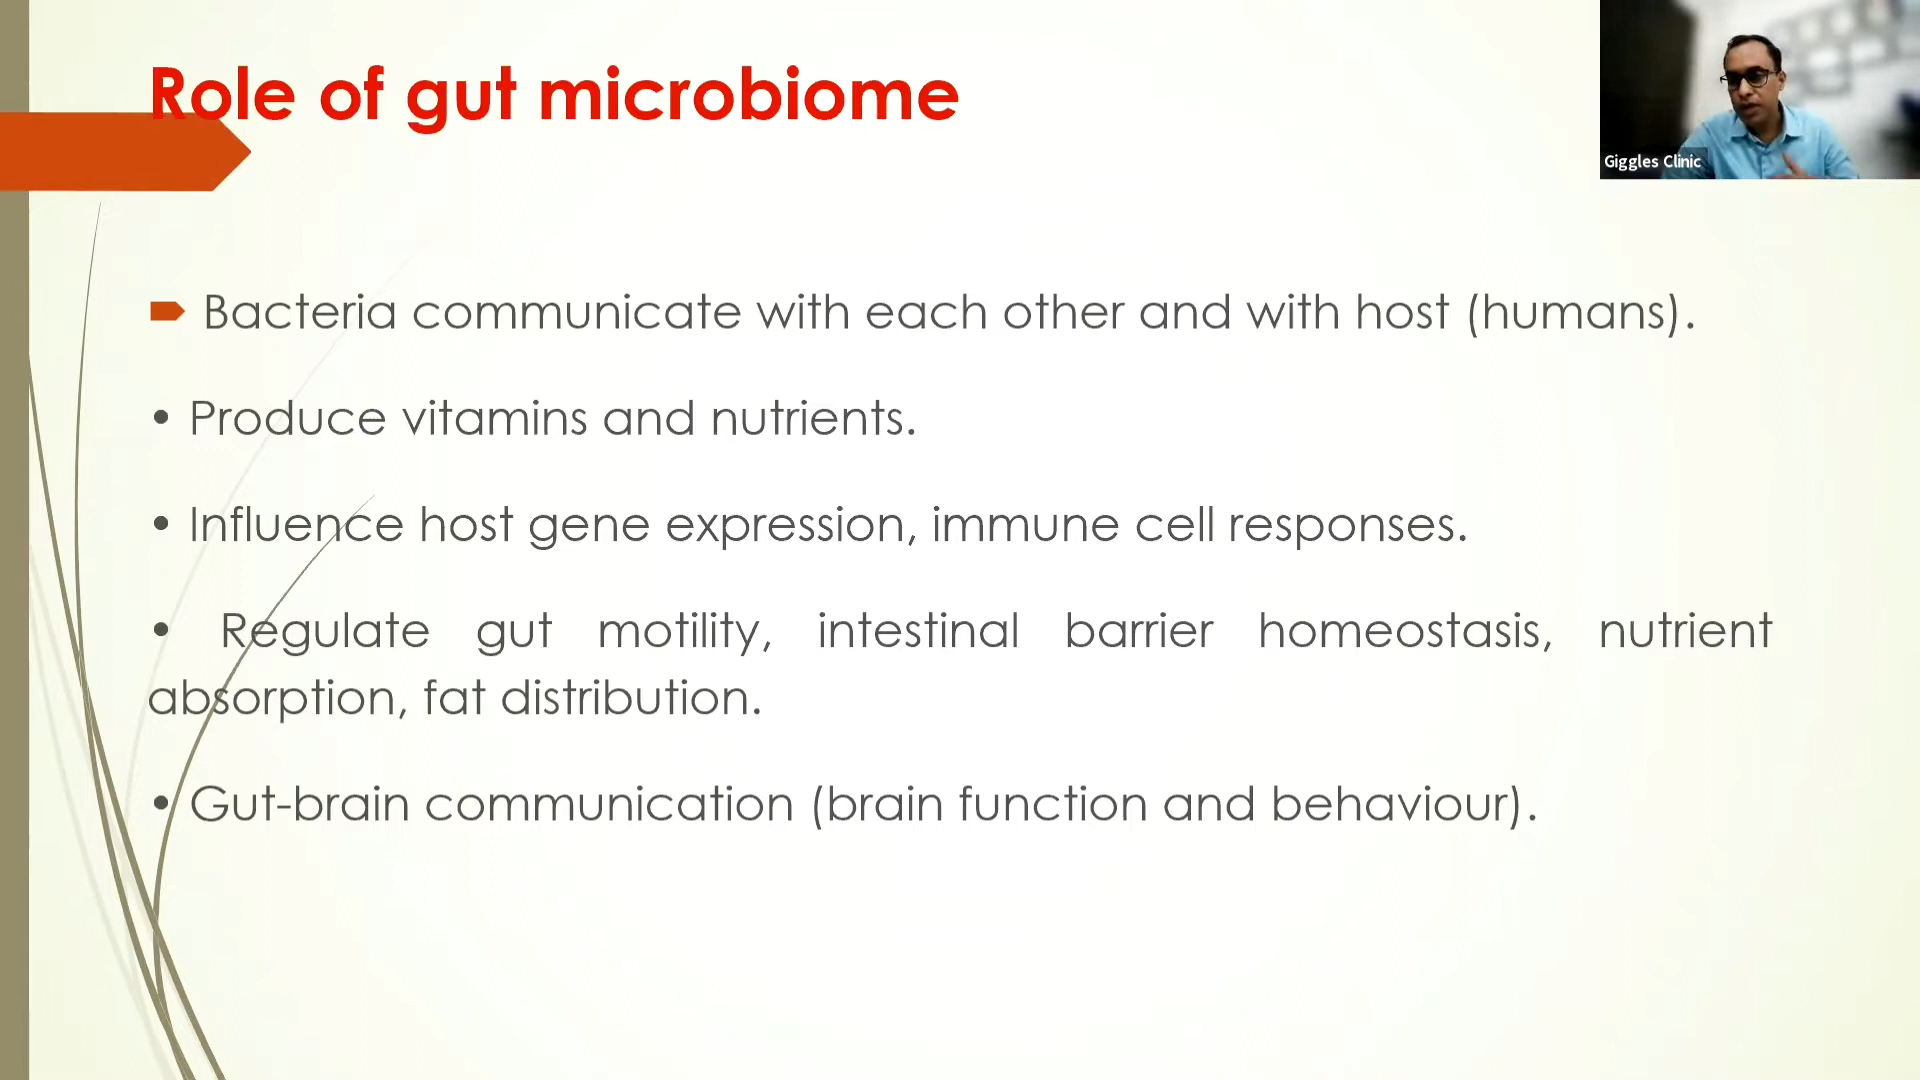 Role of gut microbiome
Giggles Clinic
Bacteria communicate with each other and with host (humans).
• Produce vitamins and nutrients.
• Influence host gene expression, immune cell responses.
• Regulate gut motility, intestinal barrier homeostasis, nutrient
absorption, fat distribution.
• Gut-brain communication (brain function and behaviour).